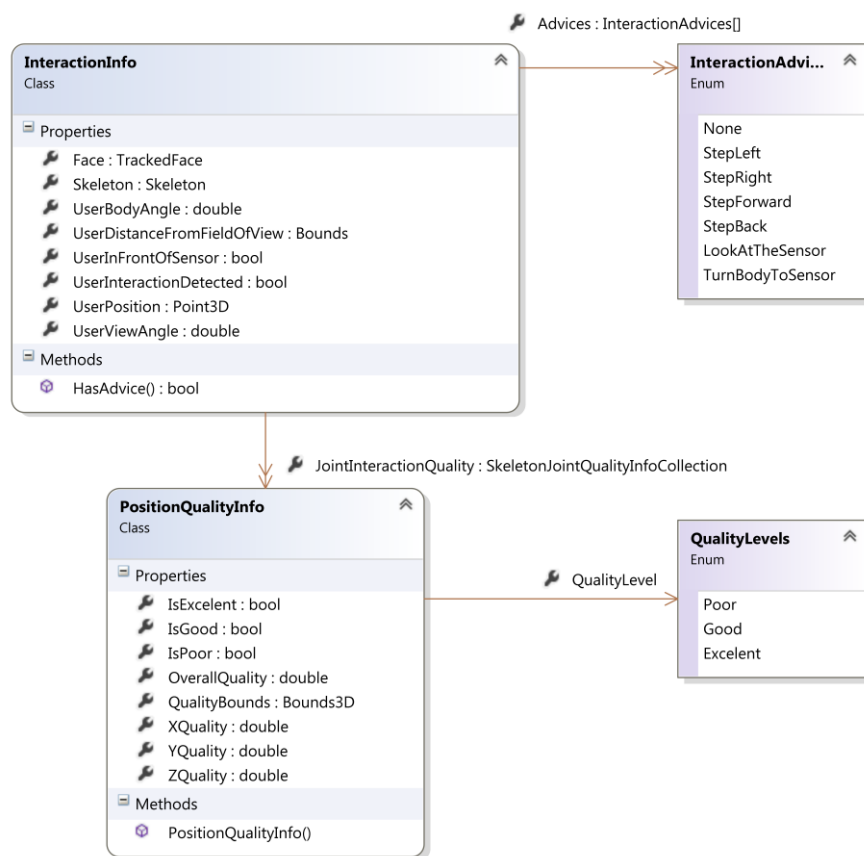 Advices : InteractionAdvices[]
InteractionInfo
Class
Properties
Face : TrackedFace
Skeleton : Skeleton
UserBodyAngle : double
UserDistanceFromFieldOfView : Bounds
UserInFrontOfSensor : bool
UserInteractionDetected : bool
UserPosition : Point3D
UserViewAngle : double
Methods
HasAdvice() : bool
InteractionAdvi...
Enum
None
StepLeft
StepRight
StepForward
StepBack
LookAtTheSensor
TurnBodyToSensor
JointInteractionQuality : SkeletonJointQualityInfoCollection
PositionQualityInfo
Class
Properties
IsExcelent : bool
IsGood : bool
IsPoor : bool
OverallQuality : double
QualityBounds : Bounds3D
XQuality : double
YQuality : double
ZQuality : double
Methods
PositionQualityInfo()
QualityLevel
QualityLevels
Enum
Poor
Good
Excelent